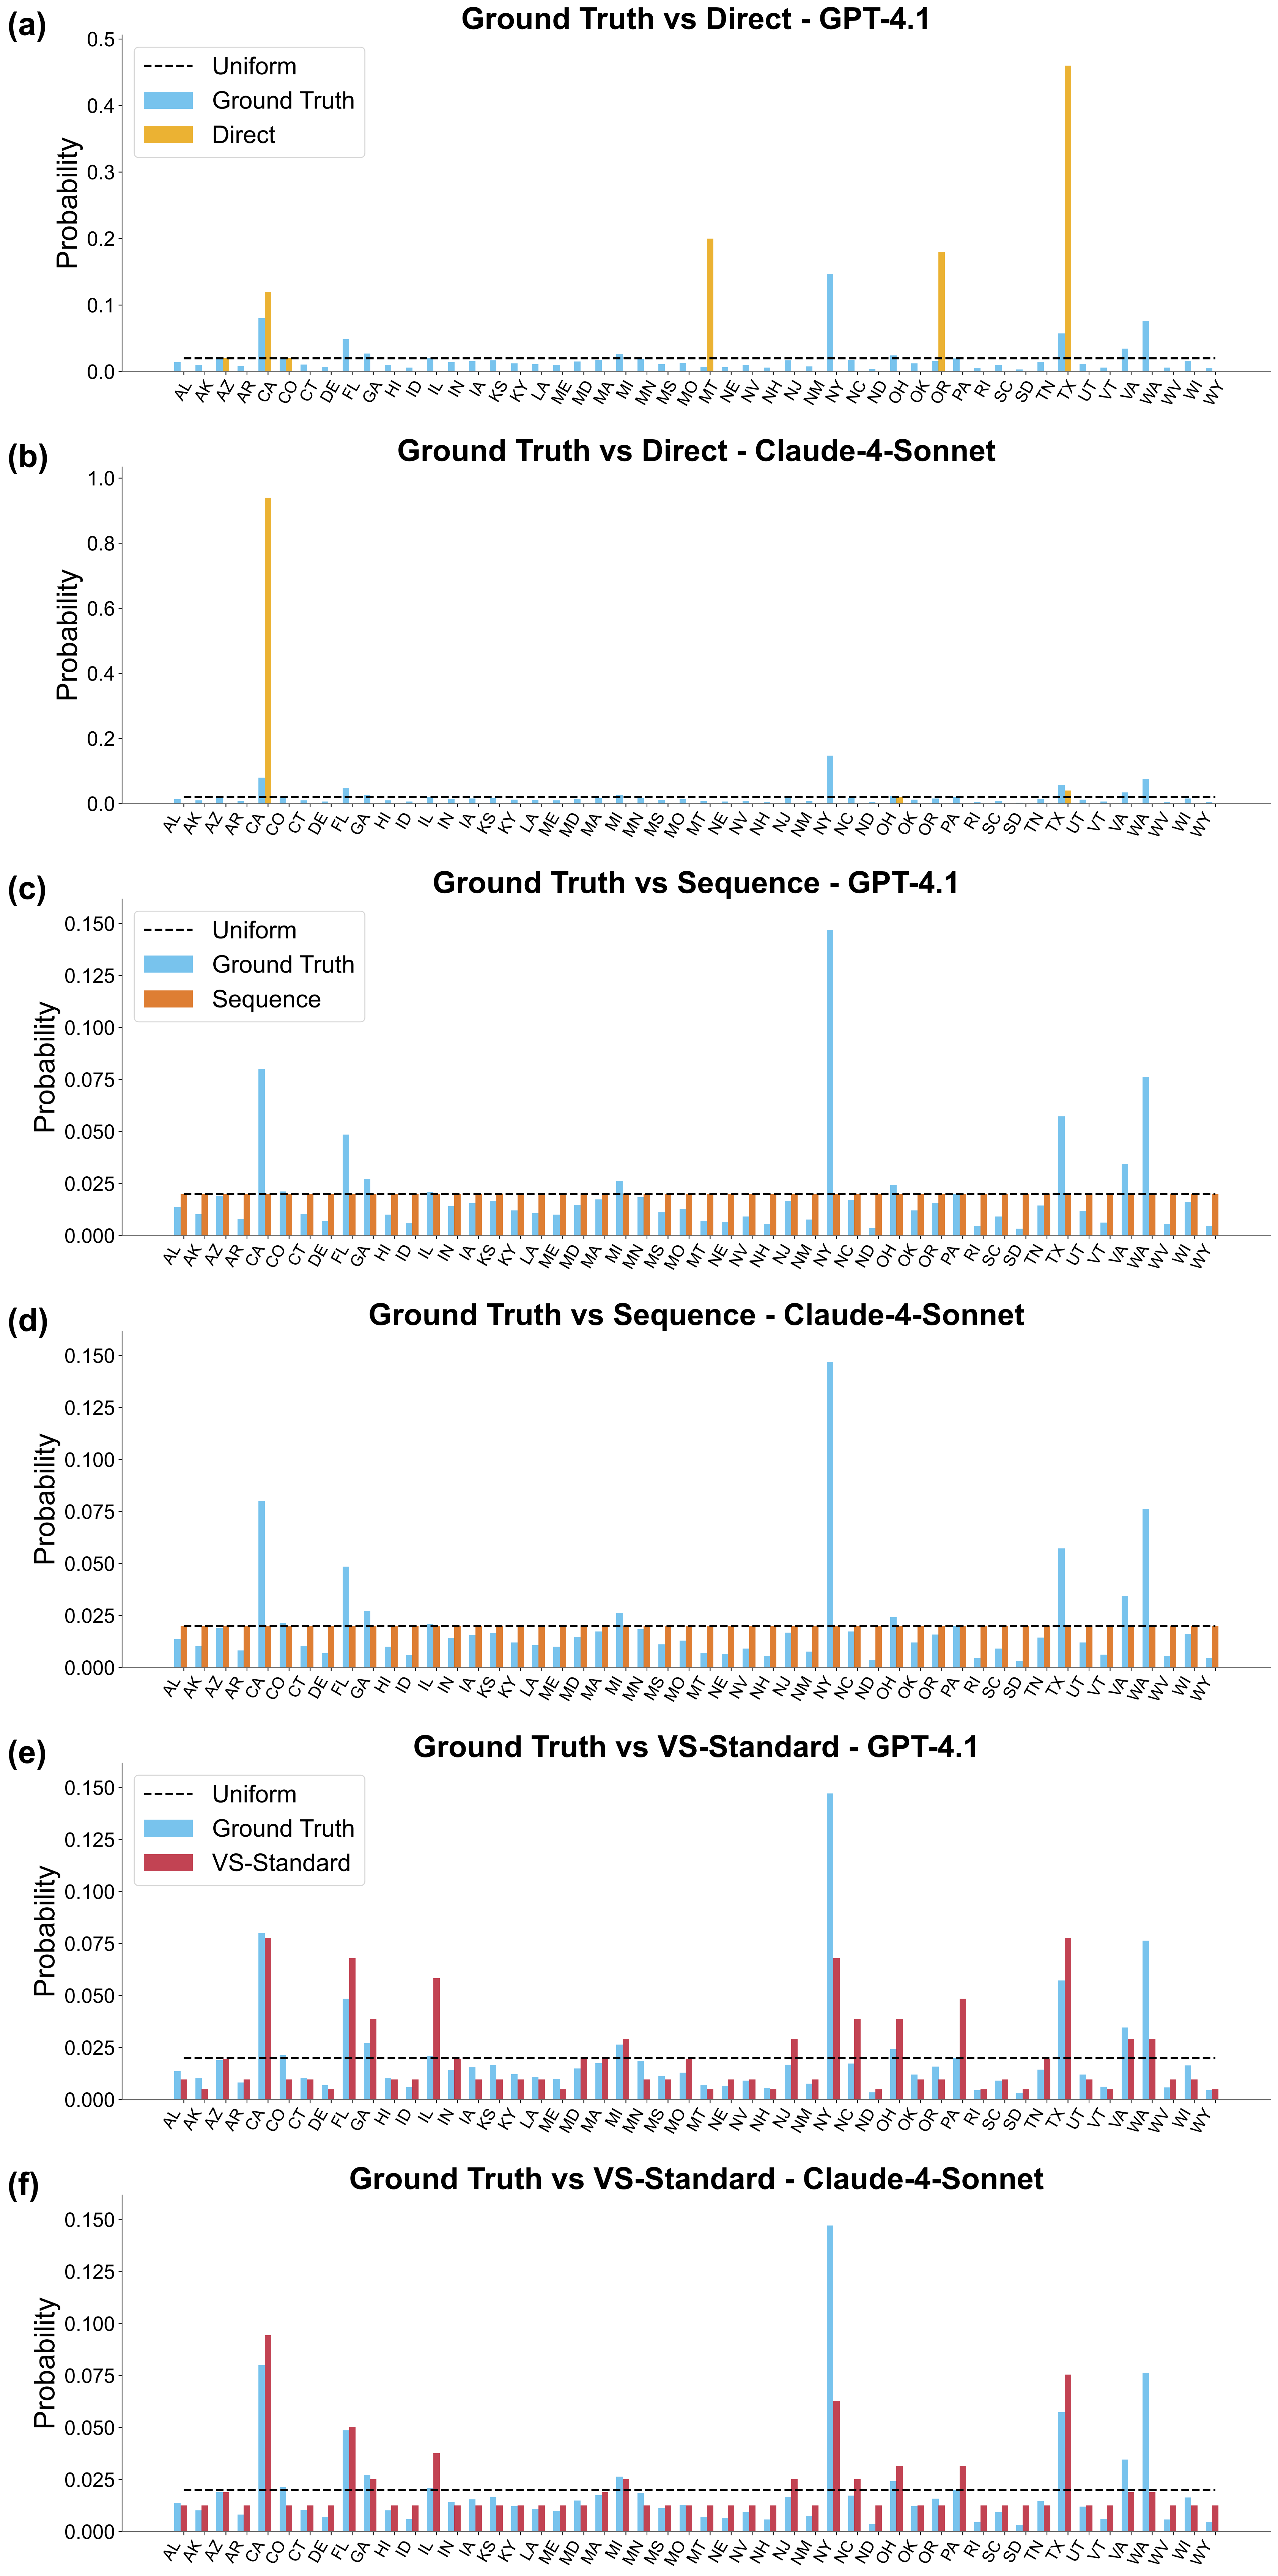 (a)
Ground Truth vs Direct - GPT-4.1
Probability
0.5
0.4
0.3
0.2
0.1
0.0
Uniform
Ground Truth
Direct
AL AK AZ AR CA CO CT DE FL GA HI ID IL IN IA KS KY LA ME MD MA MI MN MS MO MT NE NV NH NJ NM NY NC ND OH OK OR PA RI SC SD TN TX UT VT VA WA WV WI WY
(b)
Ground Truth vs Direct - Claude-4-Sonnet
Probability
1.0
0.8
0.6
0.4
0.2
0.0
AL AK AZ AR CA CO CT DE FL GA HI ID IL IN IA KS KY LA ME MD MA MI MN MS MO MT NE NV NH NJ NM NY NC ND OH OK OR PA RI SC SD TN TX UT VT VA WA WV WI WY
(c)
Ground Truth vs Sequence - GPT-4.1
Probability
0.150
0.125
0.100
0.075
0.050
0.025
0.000
Uniform
Ground Truth
Sequence
AL AK AZ AR CA CO CT DE FL GA HI ID IL IN IA KS KY LA ME MD MA MI MN MS MO MT NE NV NH NJ NM NY NC ND OH OK OR PA RI SC SD TN TX UT VT VA WA WV WI WY
(d)
Ground Truth vs Sequence - Claude-4-Sonnet
Probability
0.150
0.125
0.100
0.075
0.050
0.025
0.000
AL AK AZ AR CA CO CT DE FL GA HI ID IL IN IA KS KY LA ME MD MA MI MN MS MO MT NE NV NH NJ NM NY NC ND OH OK OR PA RI SC SD TN TX UT VT VA WA WV WI WY
(e)
Ground Truth vs VS-Standard - GPT-4.1
Probability
0.150
0.125
0.100
0.075
0.050
0.025
0.000
Uniform
Ground Truth
VS-Standard
AL AK AZ AR CA CO CT DE FL GA HI ID IL IN IA KS KY LA ME MD MA MI MN MS MO MT NE NV NH NJ NM NY NC ND OH OK OR PA RI SC SD TN TX UT VT VA WA WV WI WY
(f)
Ground Truth vs VS-Standard - Claude-4-Sonnet
Probability
0.150
0.125
0.100
0.075
0.050
0.025
0.000
AL AK AZ AR CA CO CT DE FL GA HI ID IL IN IA KS KY LA ME MD MA MI MN MS MO MT NE NV NH NJ NM NY NC ND OH OK OR PA RI SC SD TN TX UT VT VA WA WV WI WY